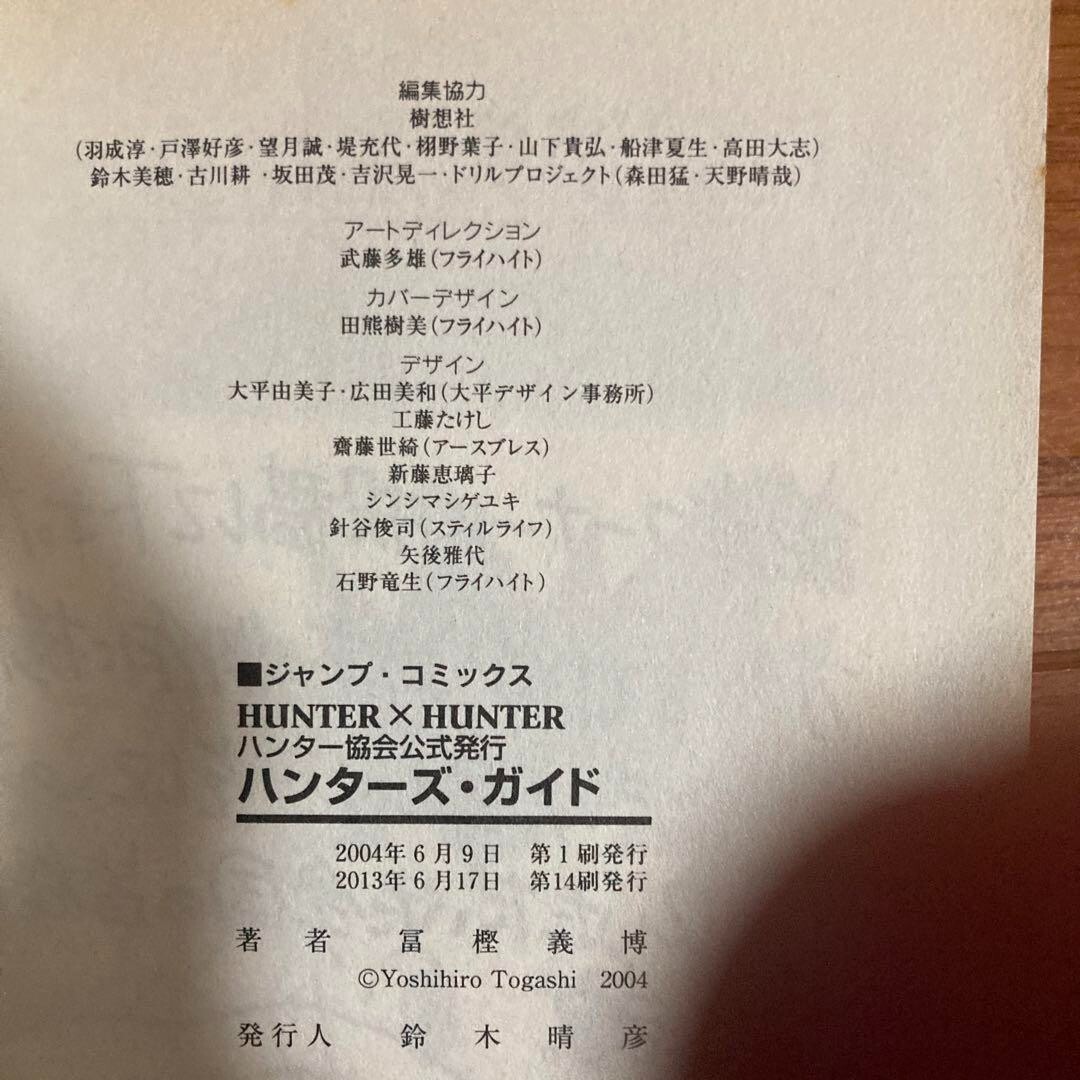 編集協力
樹想社
(羽成淳・戸澤好彦・望月誠・堤充代・栩野葉子・山下貴弘・船津夏生・高田大志)
鈴木美穂・古川耕・坂田茂・吉沢晃一・ドリルプロジェクト(森田猛・天野晴哉)
アートディレクション
武藤多雄(フライハイト)
カバーデザイン
田熊樹美(フライハイト)
デザイン
大平由美子・広田美和(大平デザイン事務所)
工藤たけし
齋藤世綺(アースブレス)
新藤恵璃子
シンシマシゲユキ
針谷俊司(スティルライフ)
矢後雅代
石野竜生(フライハイト)
■ジャンプ・コミックス
HUNTER×HUNTER
ハンター協会公式発行
ハンターズ・ガイド
2004年6月9日 第1刷発行
2013年6月17日 第14刷発行
著者 冨樫義博
©Yoshihiro Togashi 2004
発行人 鈴木晴彦